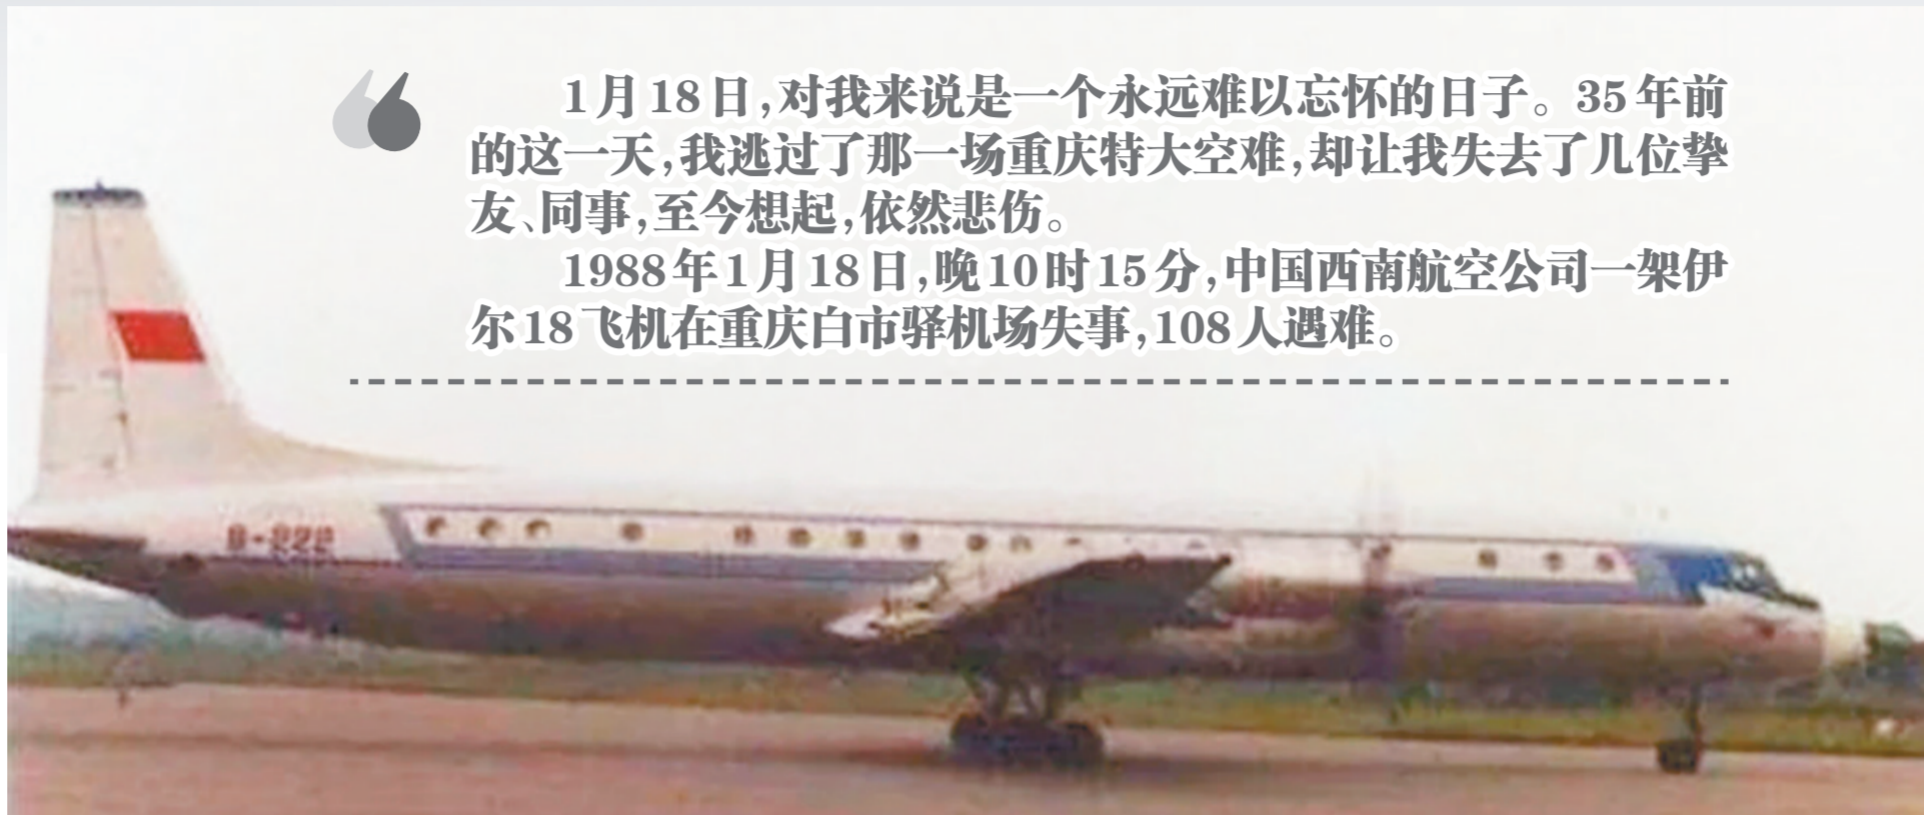 1月18日,对我来说是一个永远难以忘怀的日子。35年前
的这一天,我逃过了那一场重庆特大空难,却让我失去了几位挚
友、同事,至今想起,依然悲伤。
1988年1月18日,晚10时15分,中国西南航空公司一架伊
尔18飞机在重庆白市驿机场失事,108人遇难。
B-222